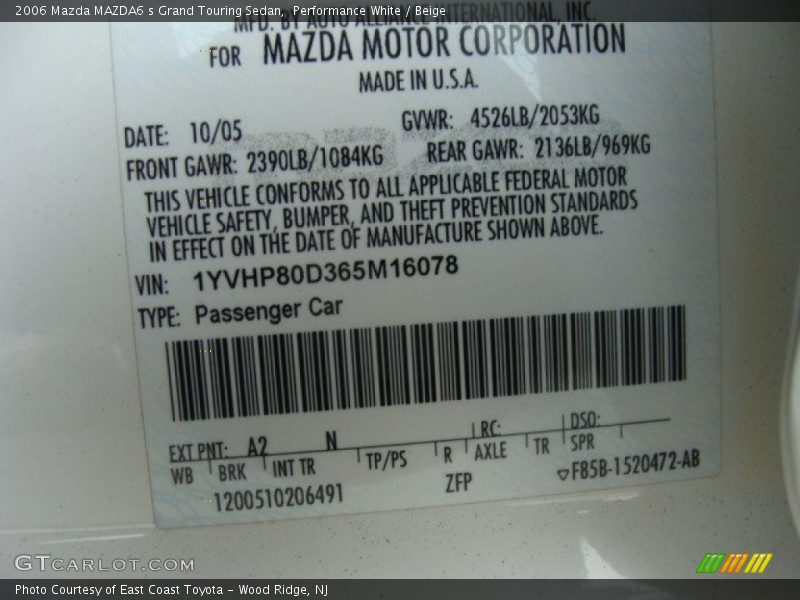 2006 Mazda MAZDA6 s Grand Touring Sedan, Performance White / Beige
MFD. BY AUTO ALLIANCE INTERNATIONAL, INC.
FOR MAZDA MOTOR CORPORATION
MADE IN U.S.A.
DATE: 10/05 GVWR: 4526LB/2053KG
FRONT GAWR: 2390LB/1084KG REAR GAWR: 2136LB/969KG
THIS VEHICLE CONFORMS TO ALL APPLICABLE FEDERAL MOTOR
VEHICLE SAFETY, BUMPER, AND THEFT PREVENTION STANDARDS
IN EFFECT ON THE DATE OF MANUFACTURE SHOWN ABOVE.
VIN: 1YVHP80D365M16078
TYPE: Passenger Car
EXT PNT: A2 N RC: DSO:
WB BRK INT TR TP/PS R AXLE TR SPR
1200510206491 ZFP ▽F85B-1520472-AB
GTCARLOT.COM
Photo Courtesy of East Coast Toyota – Wood Ridge, NJ